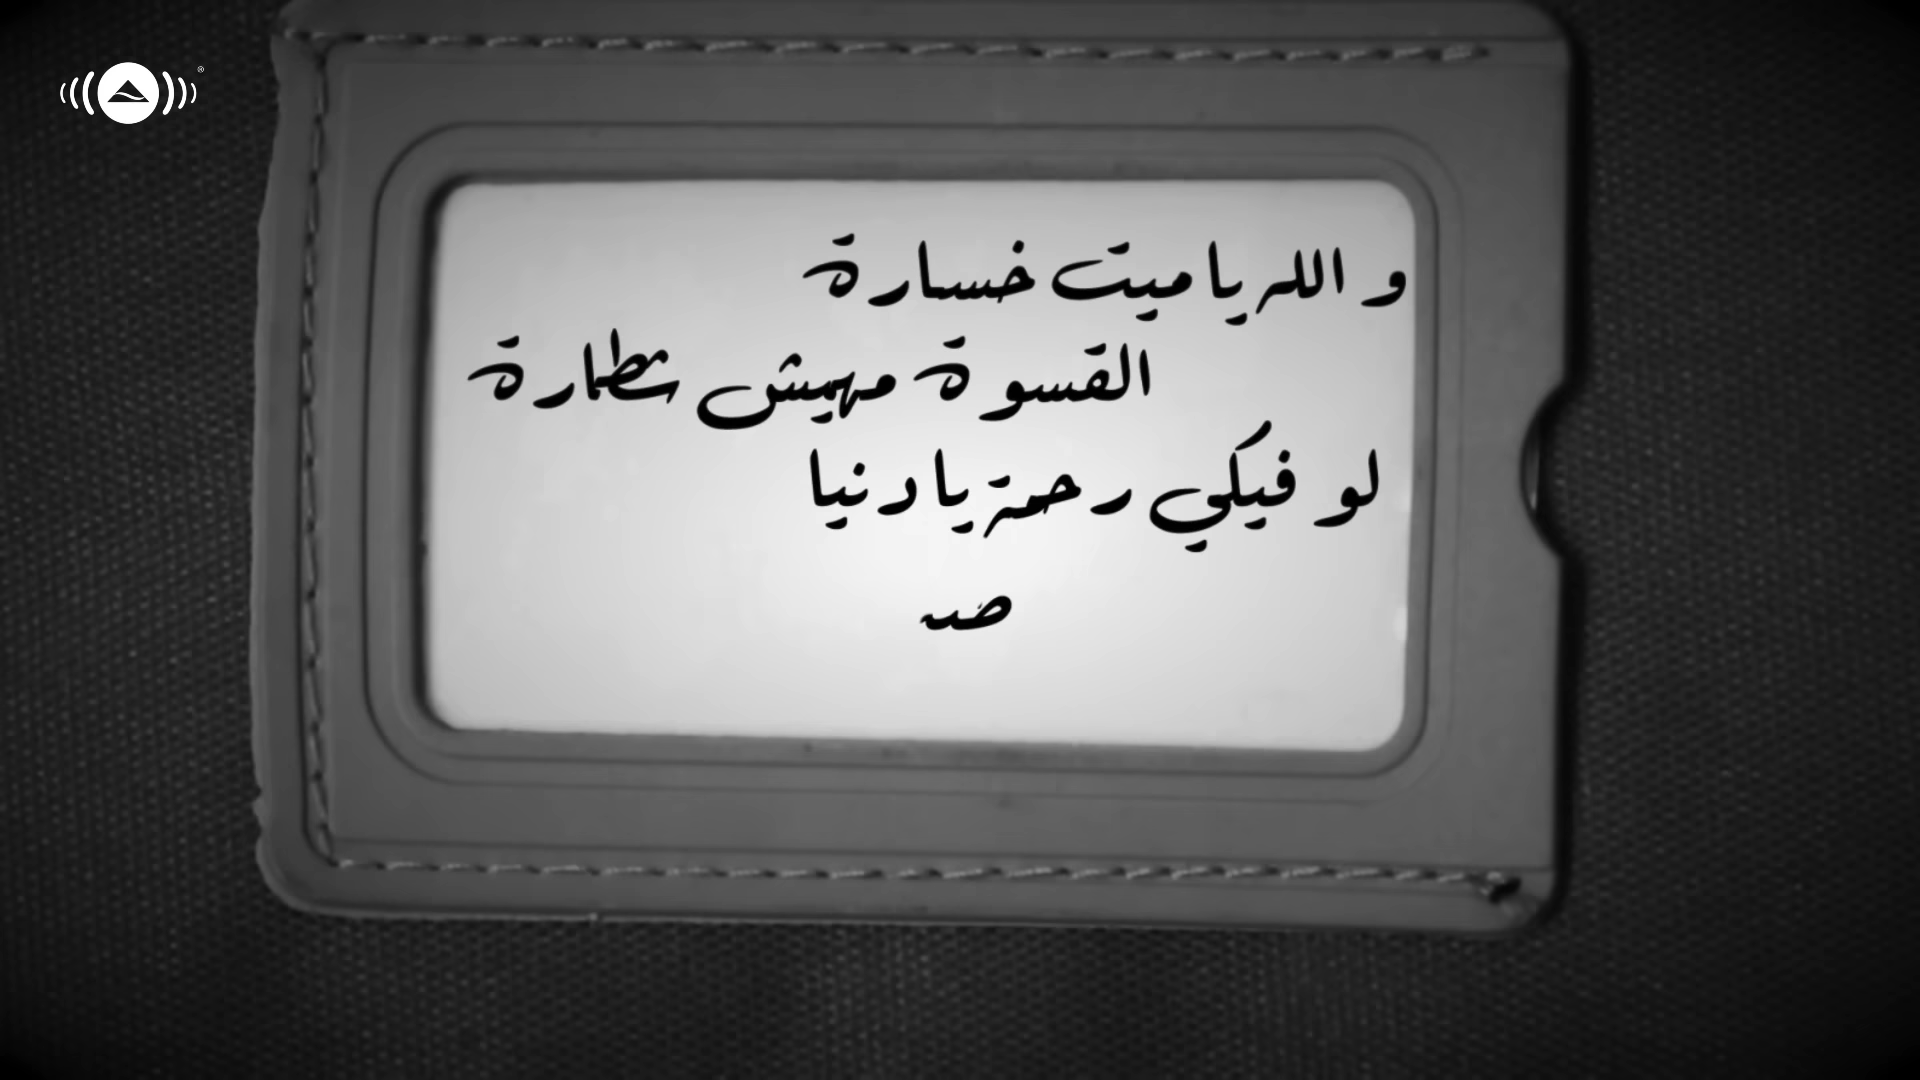 و الله يا ميت خسارة
القسوة مهيش شطارة
لو فيكي رحمة يا دنيا